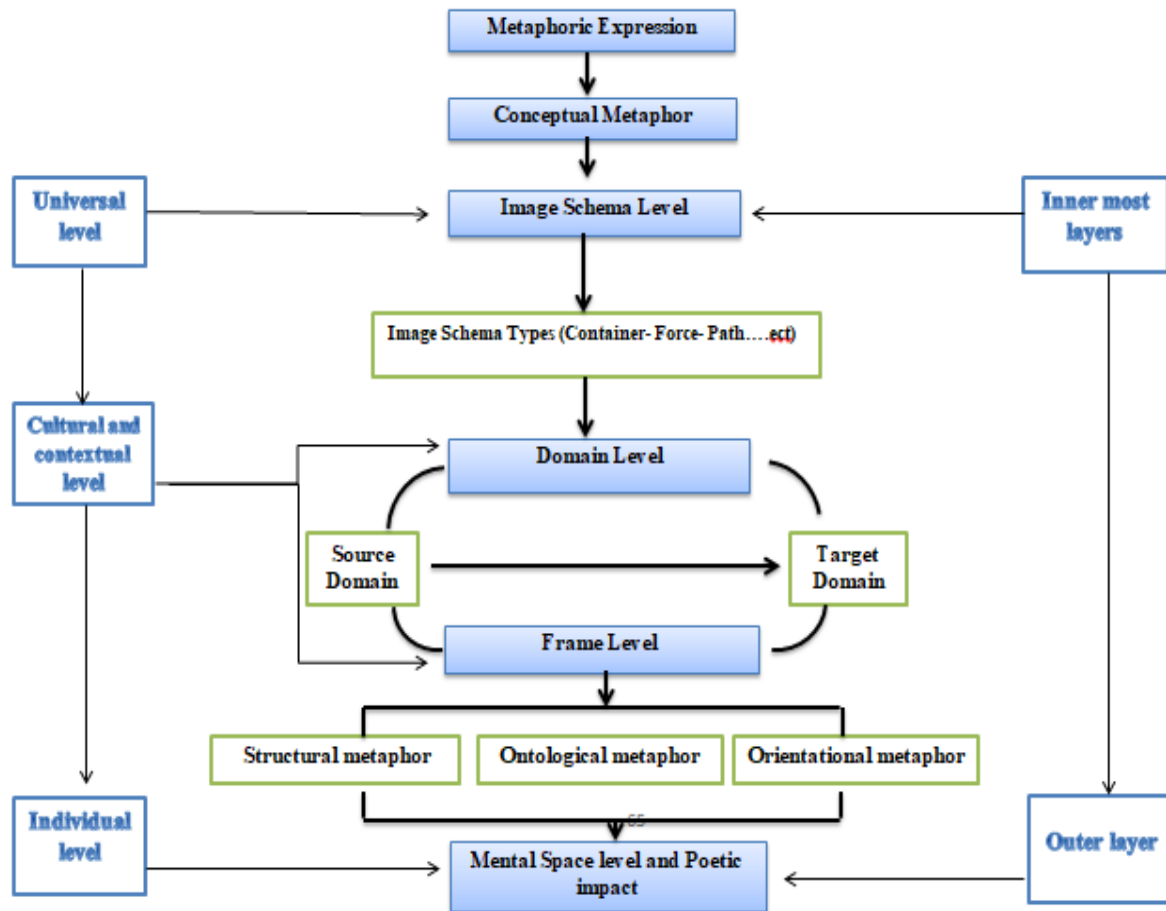 Metaphoric Expression
Conceptual Metaphor
Universal
level
Image Schema Level
Inner most
layers
Image Schema Types (Container- Force- Path….ect)
Cultural and
contextual
level
Domain Level
Source
Domain
Target
Domain
Frame Level
Structural metaphor
Ontological metaphor
Orientational metaphor
65
Individual
level
Mental Space level and Poetic
impact
Outer layer